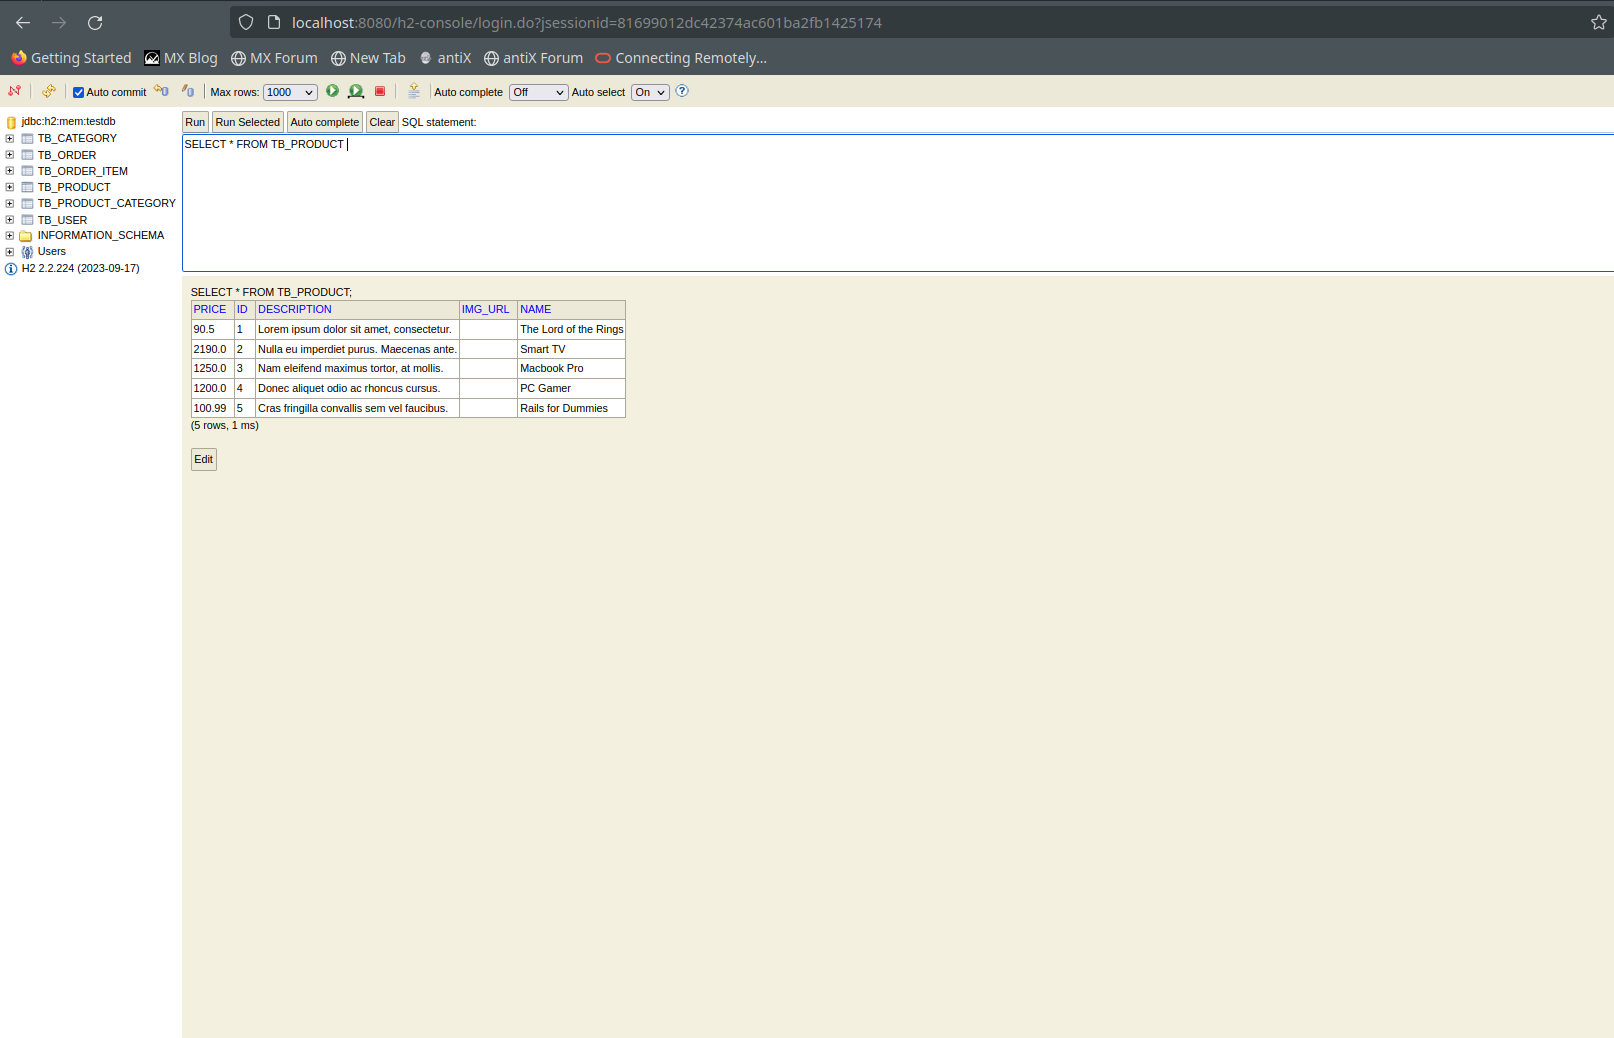 localhost:8080/h2-console/login.do?jsessionid=81699012dc42374ac601ba2fb1425174
Getting Started MX Blog MX Forum New Tab antiX antiX Forum Connecting Remotely...
Auto commit Max rows: 1000 Auto complete Off Auto select On ?
jdbc:h2:mem:testdb
TB_CATEGORY
TB_ORDER
TB_ORDER_ITEM
TB_PRODUCT
TB_PRODUCT_CATEGORY
TB_USER
INFORMATION_SCHEMA
Users
H2 2.2.224 (2023-09-17)
Run Run Selected Auto complete Clear SQL statement:
SELECT * FROM TB_PRODUCT
SELECT * FROM TB_PRODUCT;
PRICE ID DESCRIPTION IMG_URL NAME
90.5 1 Lorem ipsum dolor sit amet, consectetur. The Lord of the Rings
2190.0 2 Nulla eu imperdiet purus. Maecenas ante. Smart TV
1250.0 3 Nam eleifend maximus tortor, at mollis. Macbook Pro
1200.0 4 Donec aliquet odio ac rhoncus cursus. PC Gamer
100.99 5 Cras fringilla convallis sem vel faucibus. Rails for Dummies
(5 rows, 1 ms)
Edit